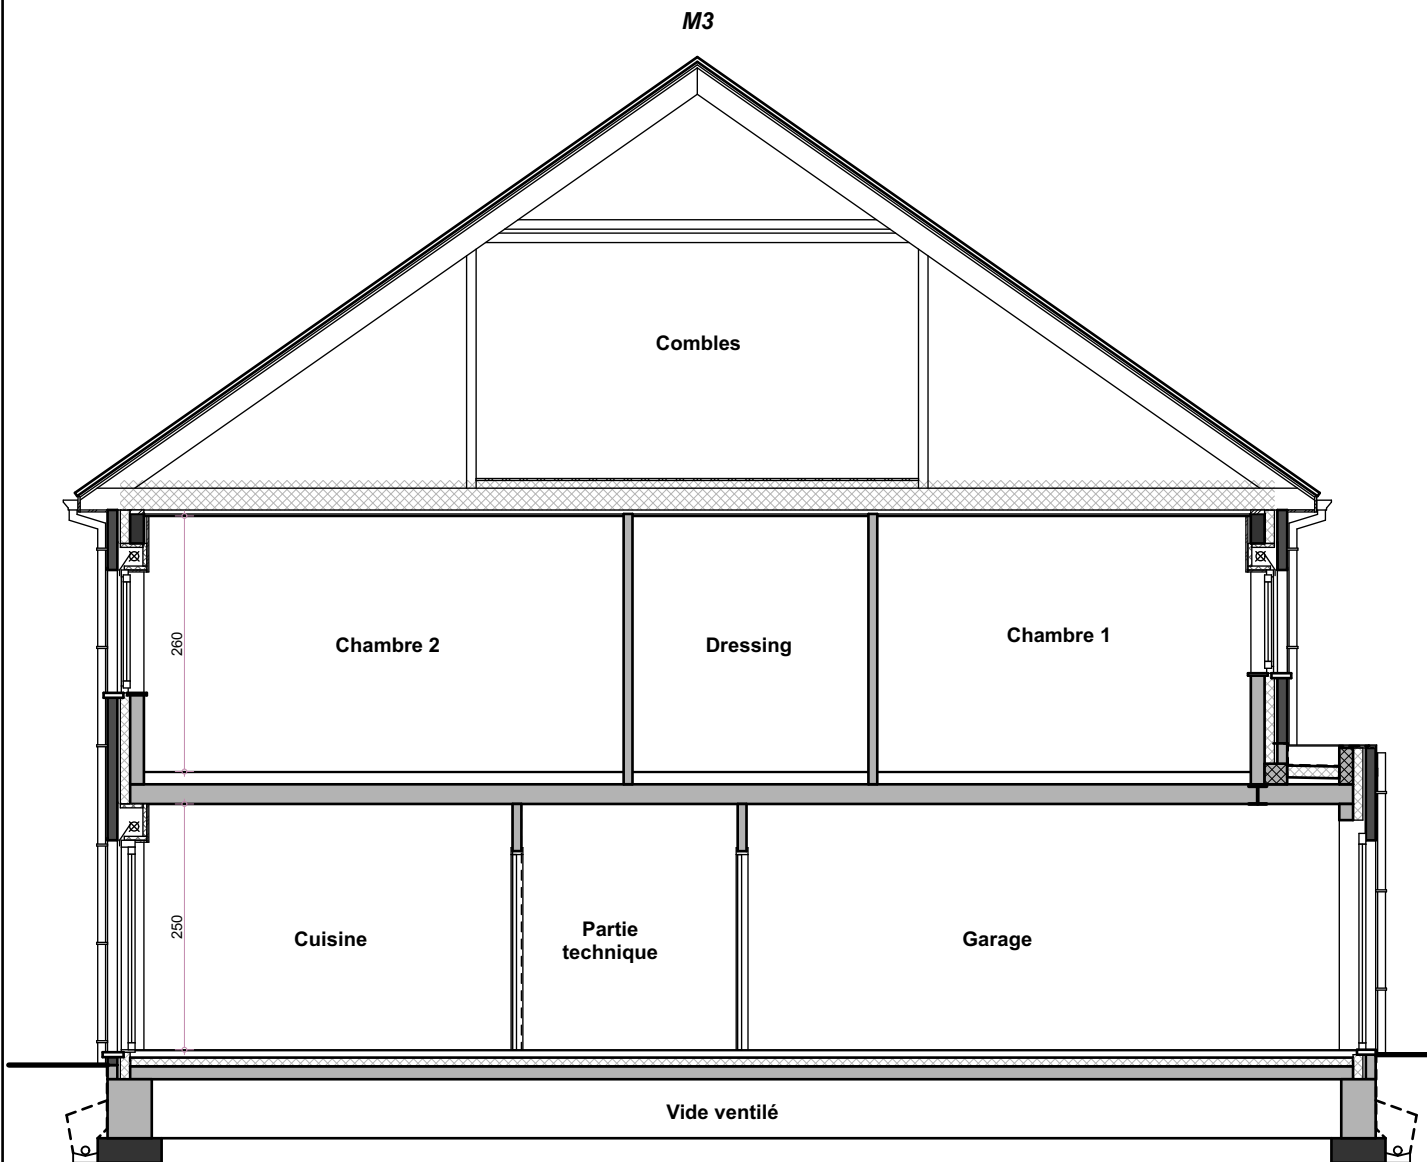 M3
Combles
260
Chambre 2
Dressing
Chambre 1
250
Cuisine
Partie
technique
Garage
Vide ventilé